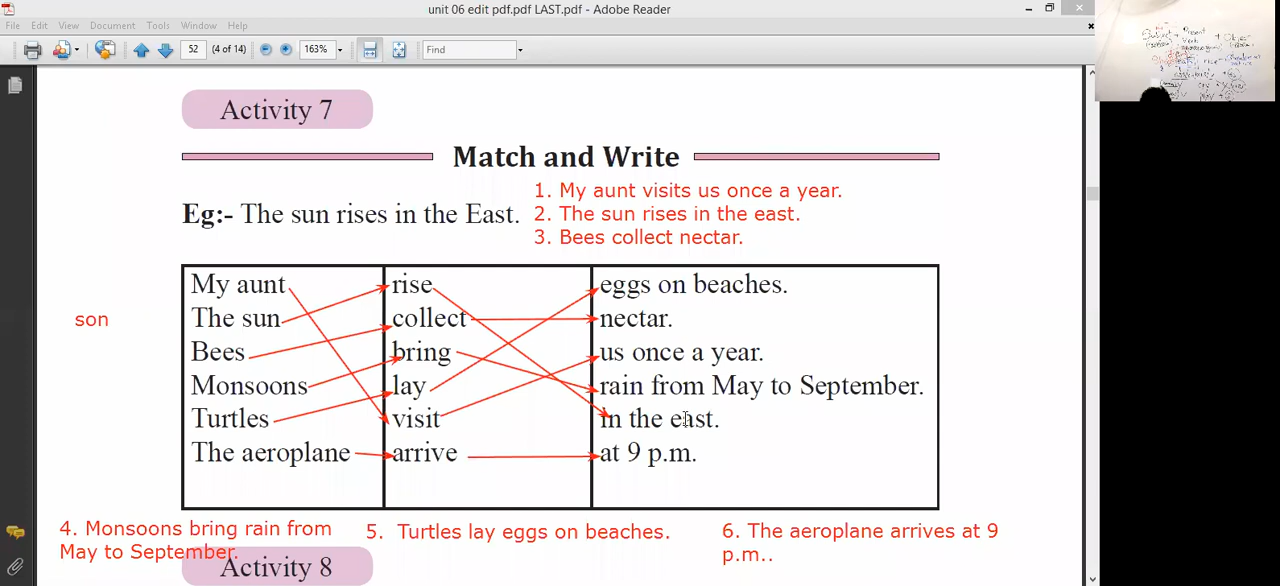 unit 06 edit pdf.pdf LAST.pdf - Adobe Reader
File Edit View Document Tools Window Help
52 (4 of 14) 163% Find
Activity 7
Match and Write
Eg:- The sun rises in the East.
1. My aunt visits us once a year.
2. The sun rises in the east.
3. Bees collect nectar.
My aunt rise eggs on beaches.
The sun collect nectar.
son
Bees bring us once a year.
Monsoons lay rain from May to September.
Turtles visit in the east.
The aeroplane arrive at 9 p.m.
4. Monsoons bring rain from
May to September.
5. Turtles lay eggs on beaches.
6. The aeroplane arrives at 9
p.m..
Activity 8